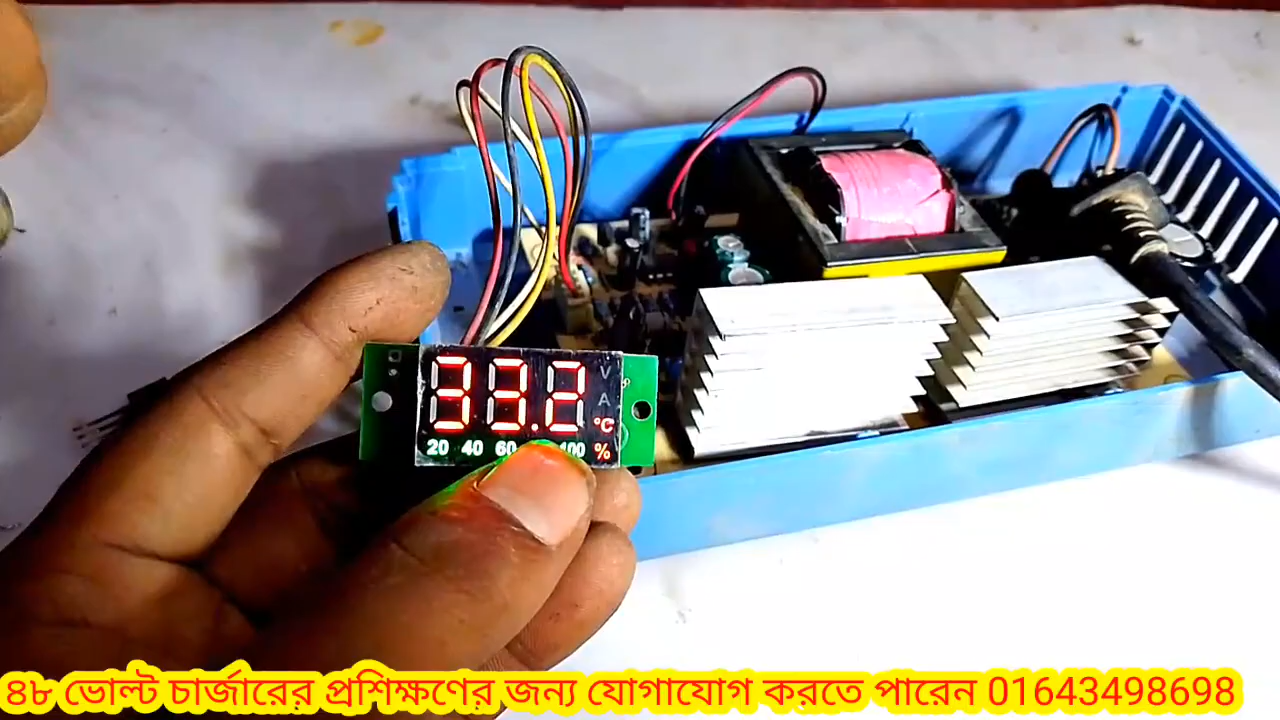 33.2
V
A
°C
20 40 60 100 %
৪৮ ভোল্ট চার্জারের প্রশিক্ষণের জন্য যোগাযোগ করতে পারেন 01643498698